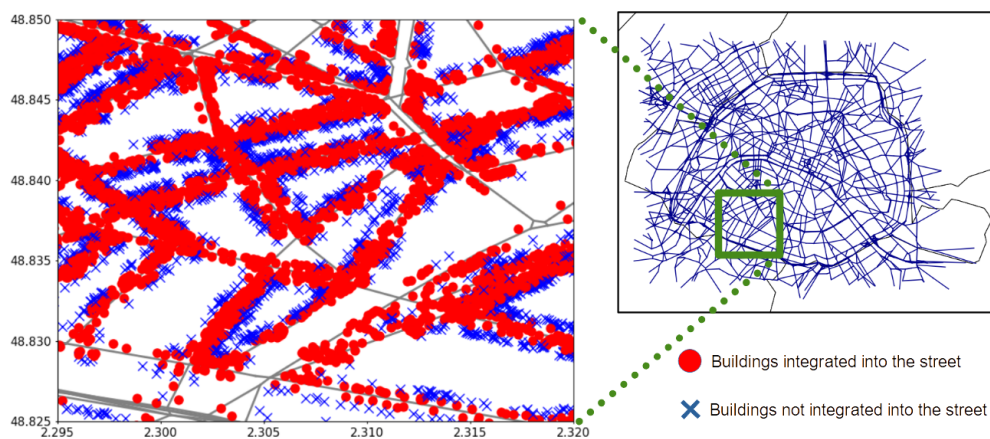 48.850
48.845
48.840
48.835
48.830
48.825
2.295 2.300 2.305 2.310 2.315 2.320
Buildings integrated into the street
Buildings not integrated into the street